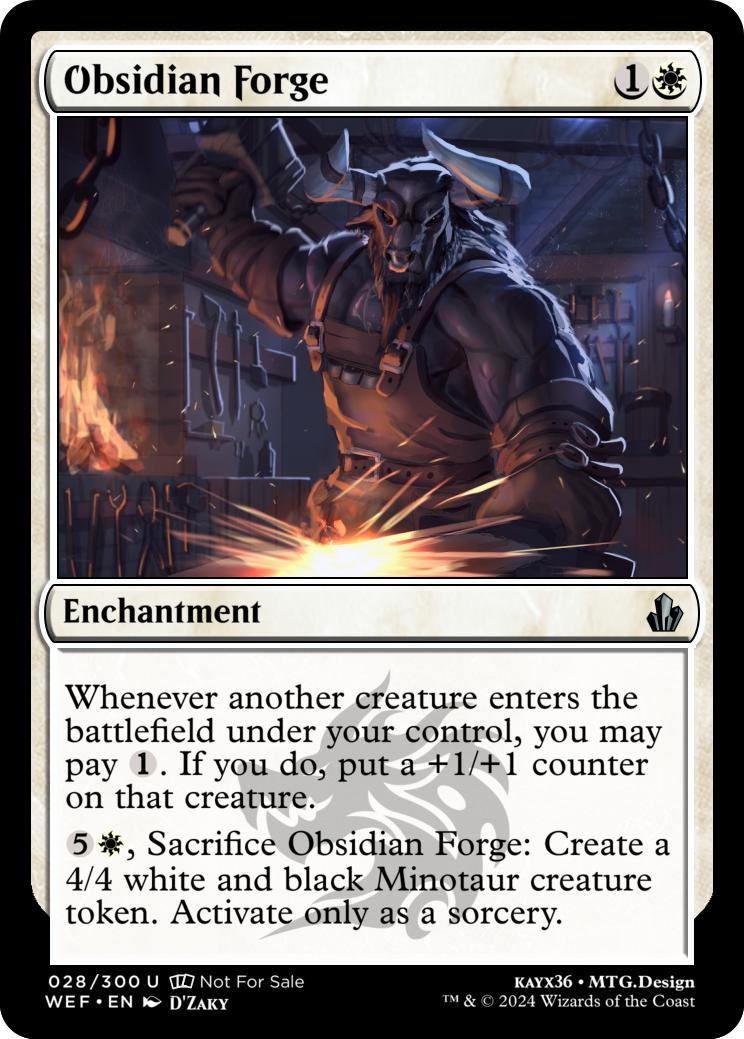 Obsidian Forge 1
Enchantment
Whenever another creature enters the
battlefield under your control, you may
pay 1. If you do, put a +1/+1 counter
on that creature.
5, Sacrifice Obsidian Forge: Create a
4/4 white and black Minotaur creature
token. Activate only as a sorcery.
028/300 U Not For Sale
WEF • EN D'Zaky
KAYX36 • MTG.Design
™ & © 2024 Wizards of the Coast